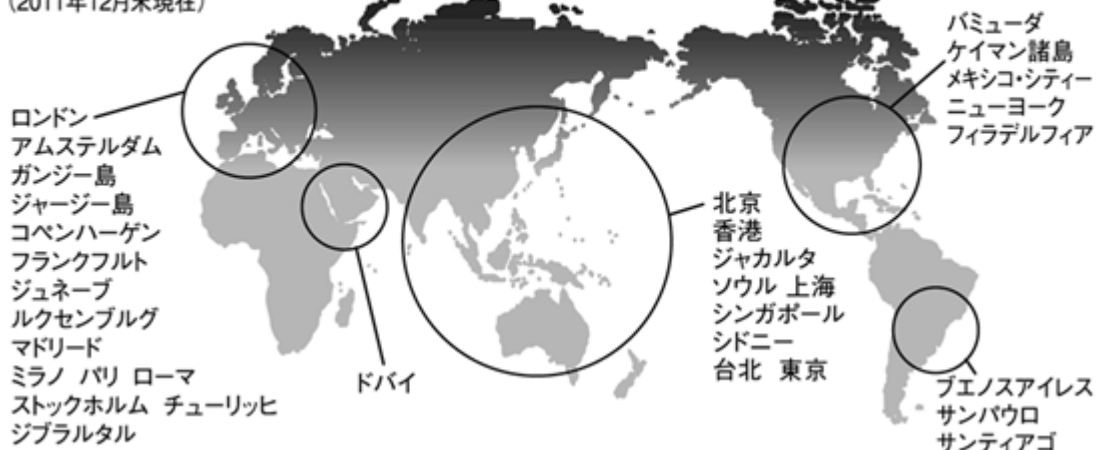 (2011年12月末現在)
ロンドン
アムステルダム
ガンジー島
ジャージー島
コペンハーゲン
フランクフルト
ジュネーブ
ルクセンブルグ
マドリード
ミラノ パリ ローマ
ストックホルム チューリッヒ
ジブラルタル
ドバイ
北京
香港
ジャカルタ
ソウル 上海
シンガポール
シドニー
台北 東京
バミューダ
ケイマン諸島
メキシコ・シティー
ニューヨーク
フィラデルフィア
ブエノスアイレス
サンパウロ
サンティアゴ